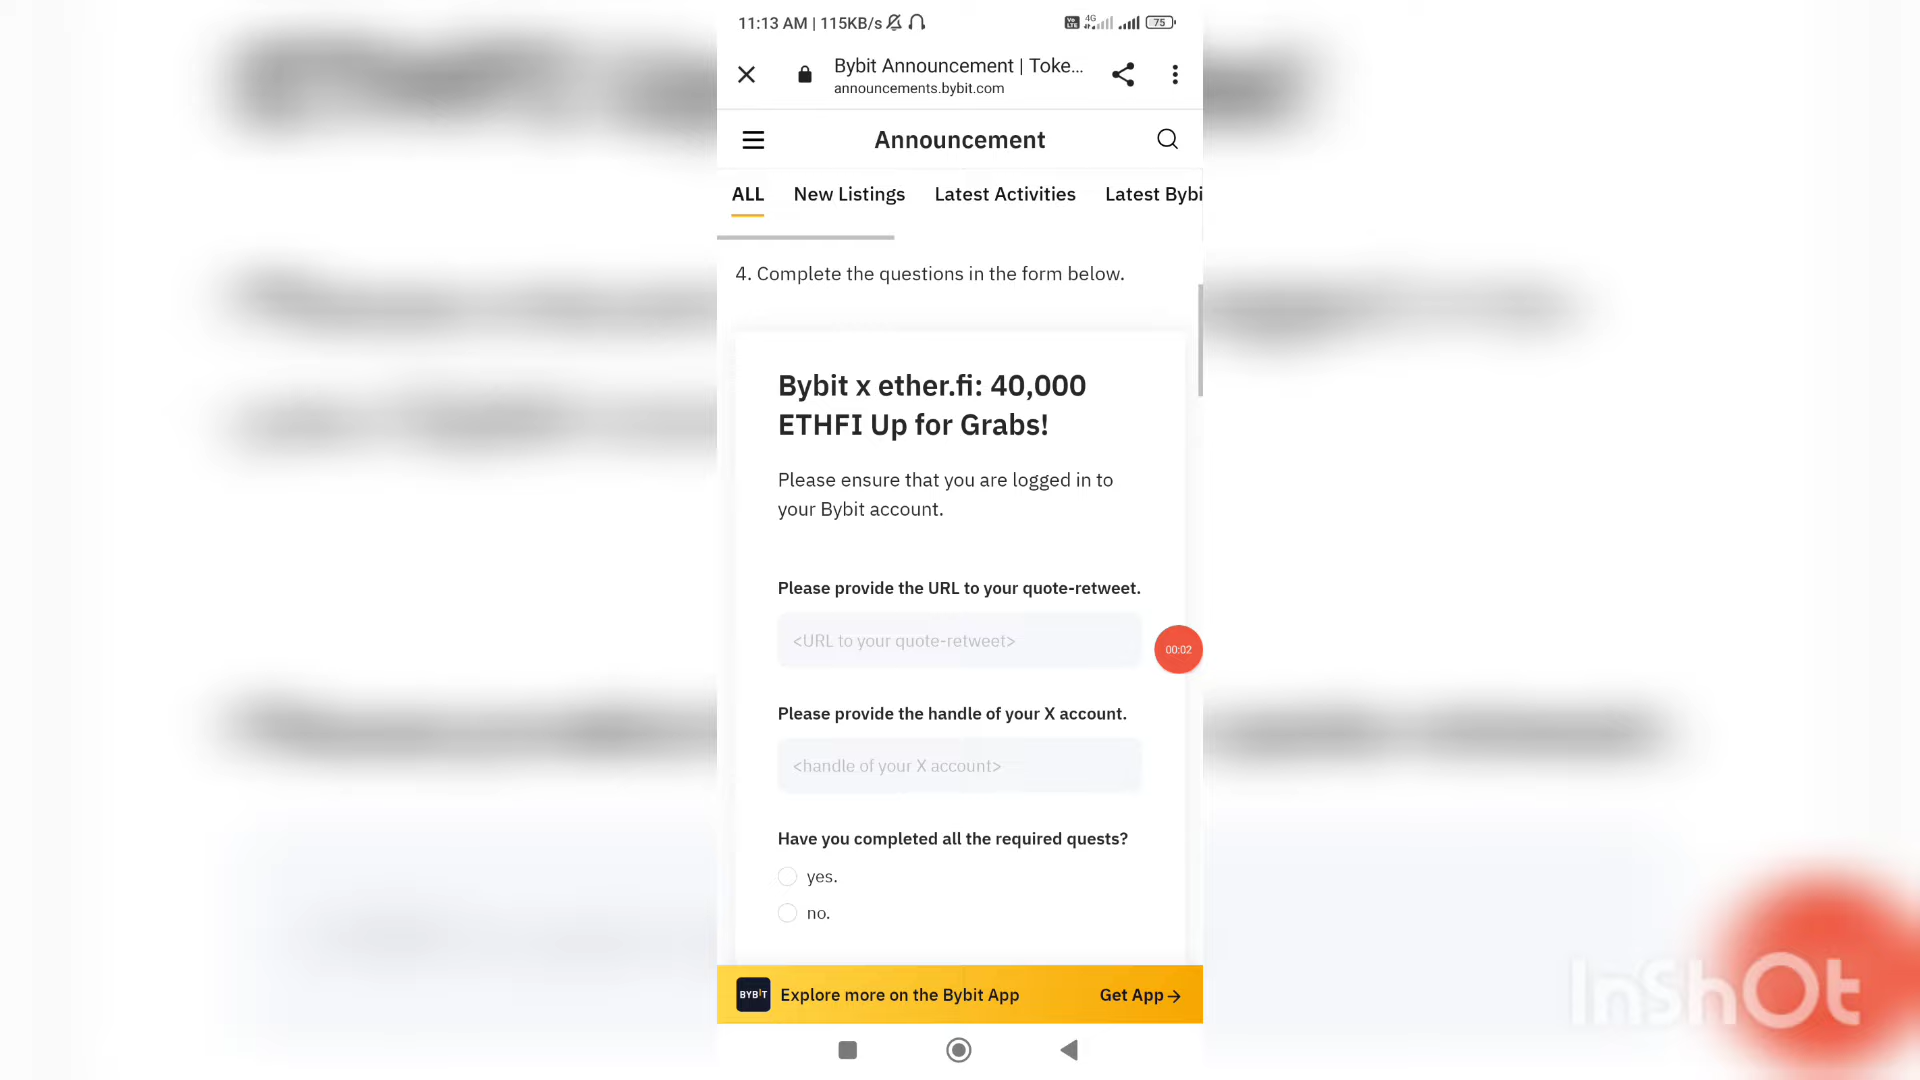 11:13 AM | 115KB/s
Vo LTE 4G 75
Bybit Announcement | Toke...
announcements.bybit.com
Announcement
ALL New Listings Latest Activities Latest Bybi
4. Complete the questions in the form below.
Bybit x ether.fi: 40,000
ETHFI Up for Grabs!
Please ensure that you are logged in to
your Bybit account.
Please provide the URL to your quote-retweet.
<URL to your quote-retweet>
00:02
Please provide the handle of your X account.
<handle of your X account>
Have you completed all the required quests?
yes.
no.
BYBIT Explore more on the Bybit App Get App →
InShOt